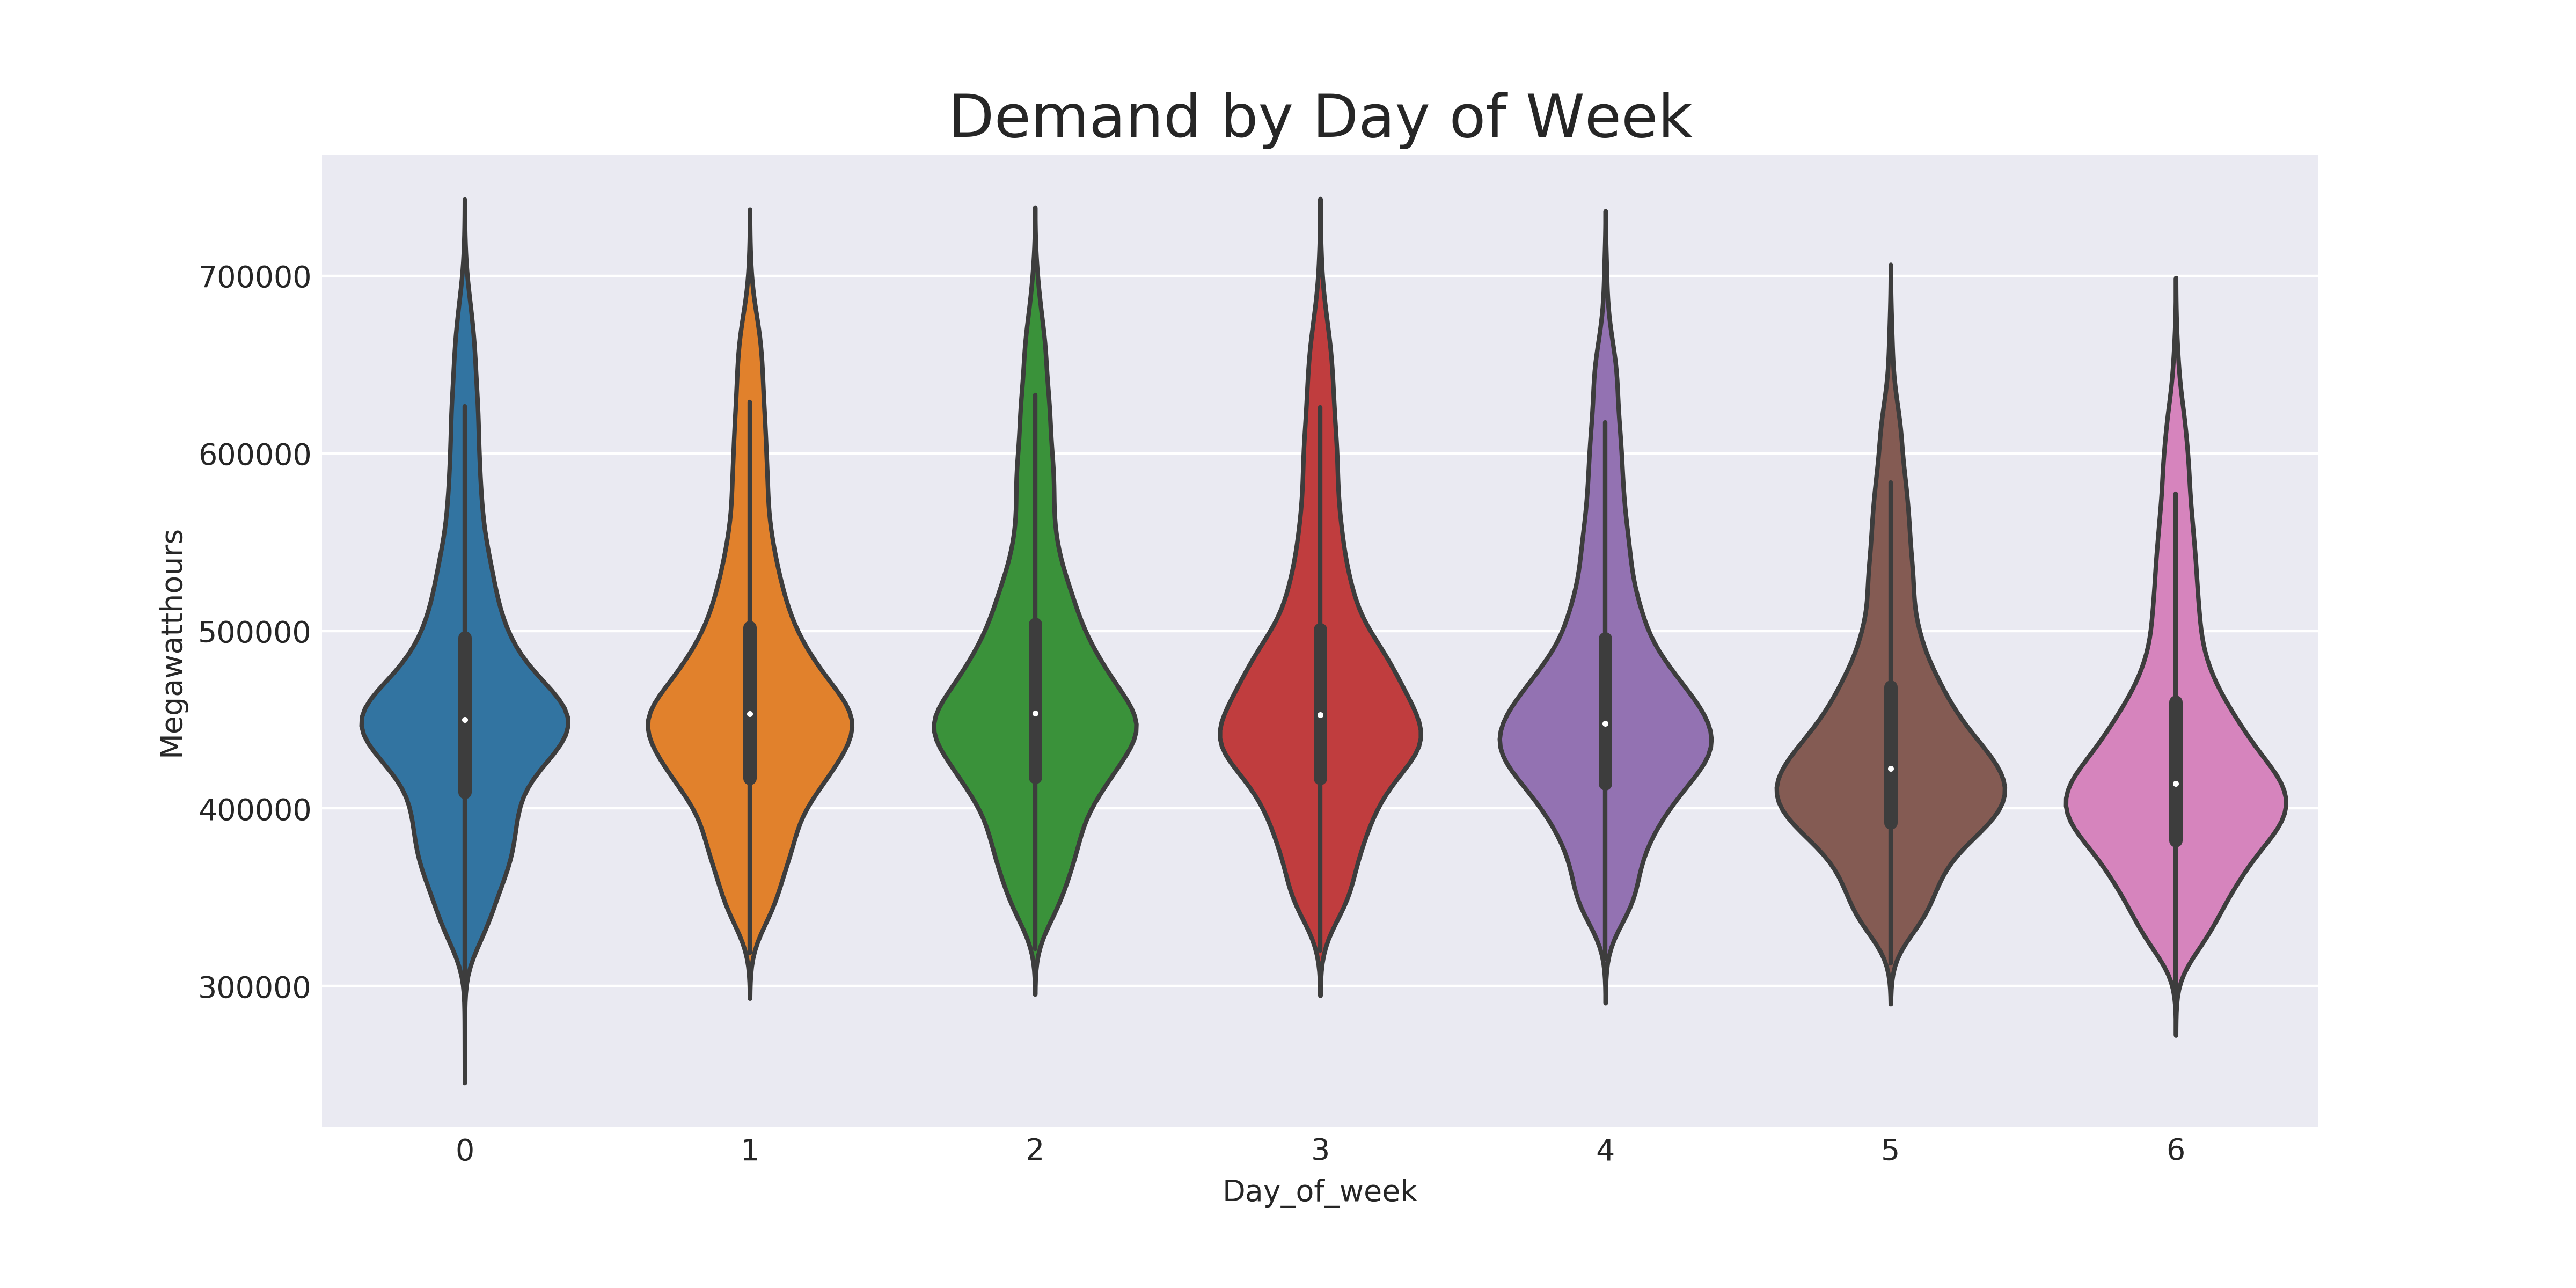 Demand by Day of Week
Megawatthours
700000
600000
500000
400000
300000
0 1 2 3 4 5 6
Day_of_week